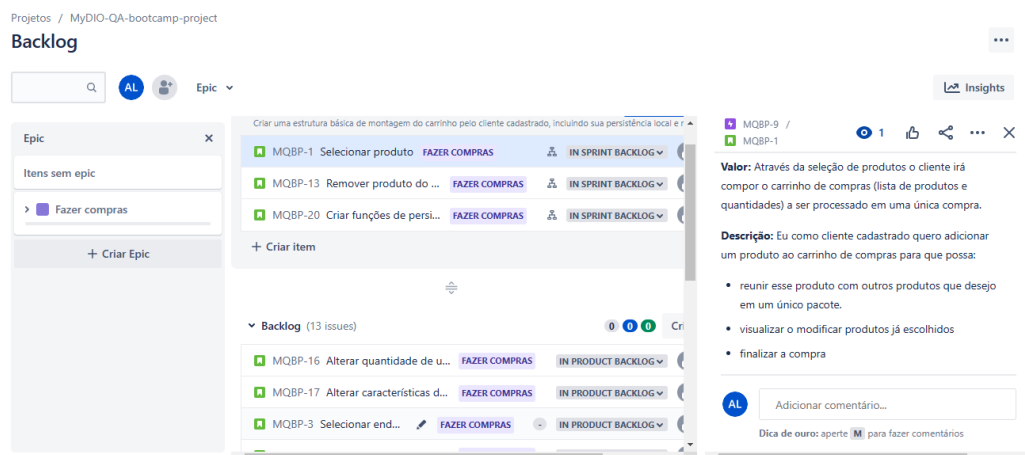 Projetos / MyDIO-QA-bootcamp-project
Backlog
AL
Epic
Insights
Epic
Itens sem epic
Fazer compras
+ Criar Epic
Criar uma estrutura básica de montagem do carrinho pelo cliente cadastrado, incluindo sua persistência local e r
MQBP-1 Selecionar produto FAZER COMPRAS IN SPRINT BACKLOG
MQBP-13 Remover produto do ... FAZER COMPRAS IN SPRINT BACKLOG
MQBP-20 Criar funções de persi... FAZER COMPRAS IN SPRINT BACKLOG
+ Criar item
Backlog (13 issues) 0 0 0 Cri
MQBP-16 Alterar quantidade de u... FAZER COMPRAS IN PRODUCT BACKLOG
MQBP-17 Alterar características d... FAZER COMPRAS IN PRODUCT BACKLOG
MQBP-3 Selecionar end... FAZER COMPRAS - IN PRODUCT BACKLOG
MQBP-9 /
MQBP-1
1
Valor: Através da seleção de produtos o cliente irá
compor o carrinho de compras (lista de produtos e
quantidades) a ser processado em uma única compra.
Descrição: Eu como cliente cadastrado quero adicionar
um produto ao carrinho de compras para que possa:
• reunir esse produto com outros produtos que desejo
em um único pacote.
• visualizar o modificar produtos já escolhidos
• finalizar a compra
AL
Adicionar comentário...
Dica de ouro: aperte M para fazer comentários